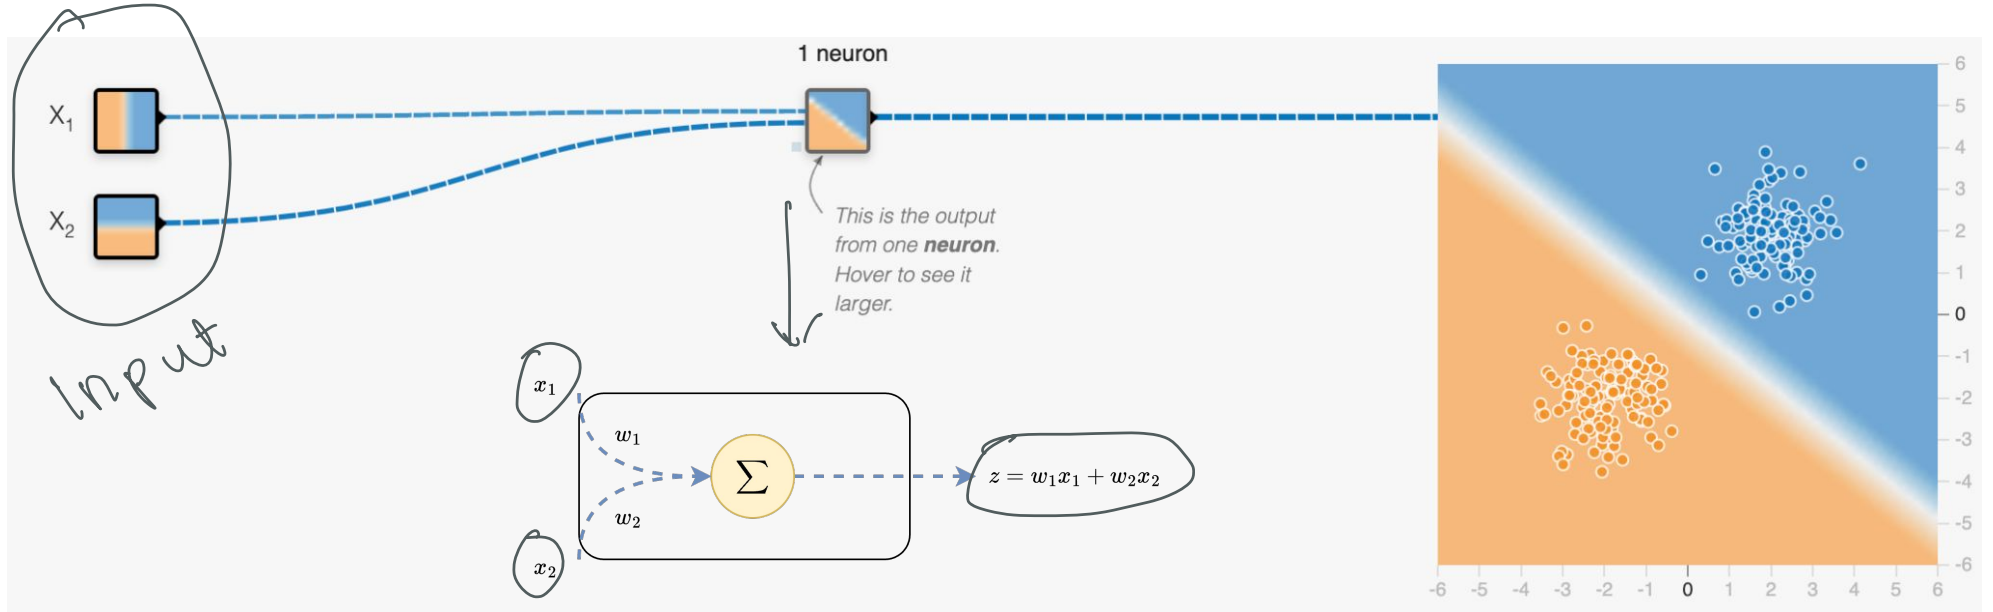 1 neuron
X1
X2
This is the output
from one neuron.
Hover to see it
larger.
Input
x1
w1
Σ
z = w1x1 + w2x2
w2
x2
6
5
4
3
2
1
0
-1
-2
-3
-4
-5
-6
-6 -5 -4 -3 -2 -1 0 1 2 3 4 5 6